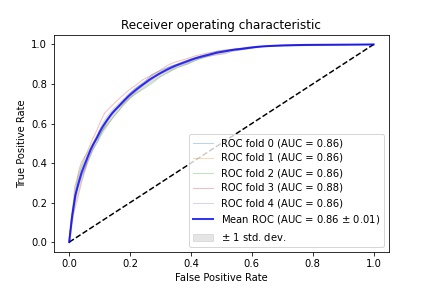 Receiver operating characteristic
True Positive Rate
1.0
0.8
0.6
0.4
0.2
0.0
ROC fold 0 (AUC = 0.86)
ROC fold 1 (AUC = 0.86)
ROC fold 2 (AUC = 0.86)
ROC fold 3 (AUC = 0.88)
ROC fold 4 (AUC = 0.86)
Mean ROC (AUC = 0.86 ± 0.01)
± 1 std. dev.
0.0 0.2 0.4 0.6 0.8 1.0
False Positive Rate